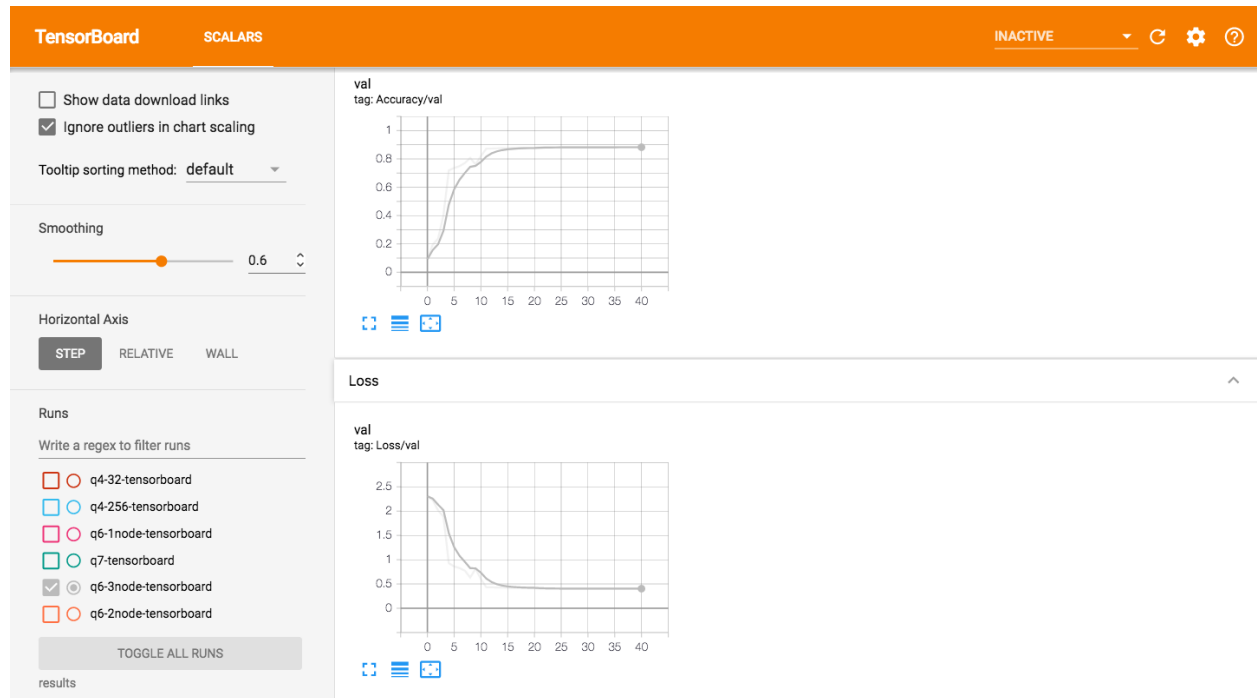 TensorBoard SCALARS INACTIVE
Show data download links
Ignore outliers in chart scaling
Tooltip sorting method: default
Smoothing
0.6
Horizontal Axis
STEP RELATIVE WALL
Runs
Write a regex to filter runs
q4-32-tensorboard
q4-256-tensorboard
q6-1node-tensorboard
q7-tensorboard
q6-3node-tensorboard
q6-2node-tensorboard
TOGGLE ALL RUNS
results
val
tag: Accuracy/val
1
0.8
0.6
0.4
0.2
0
0 5 10 15 20 25 30 35 40
Loss
val
tag: Loss/val
2.5
2
1.5
1
0.5
0
0 5 10 15 20 25 30 35 40